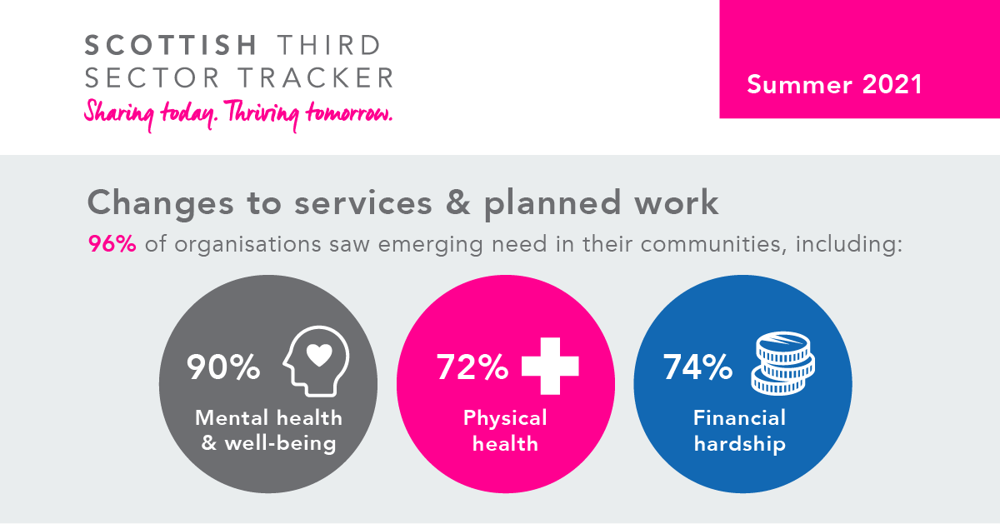 SCOTTISH THIRD
SECTOR TRACKER
Sharing today. Thriving tomorrow.
Summer 2021
Changes to services & planned work
96% of organisations saw emerging need in their communities, including:
90%
Mental health
& well-being
72%
Physical
health
74%
Financial
hardship